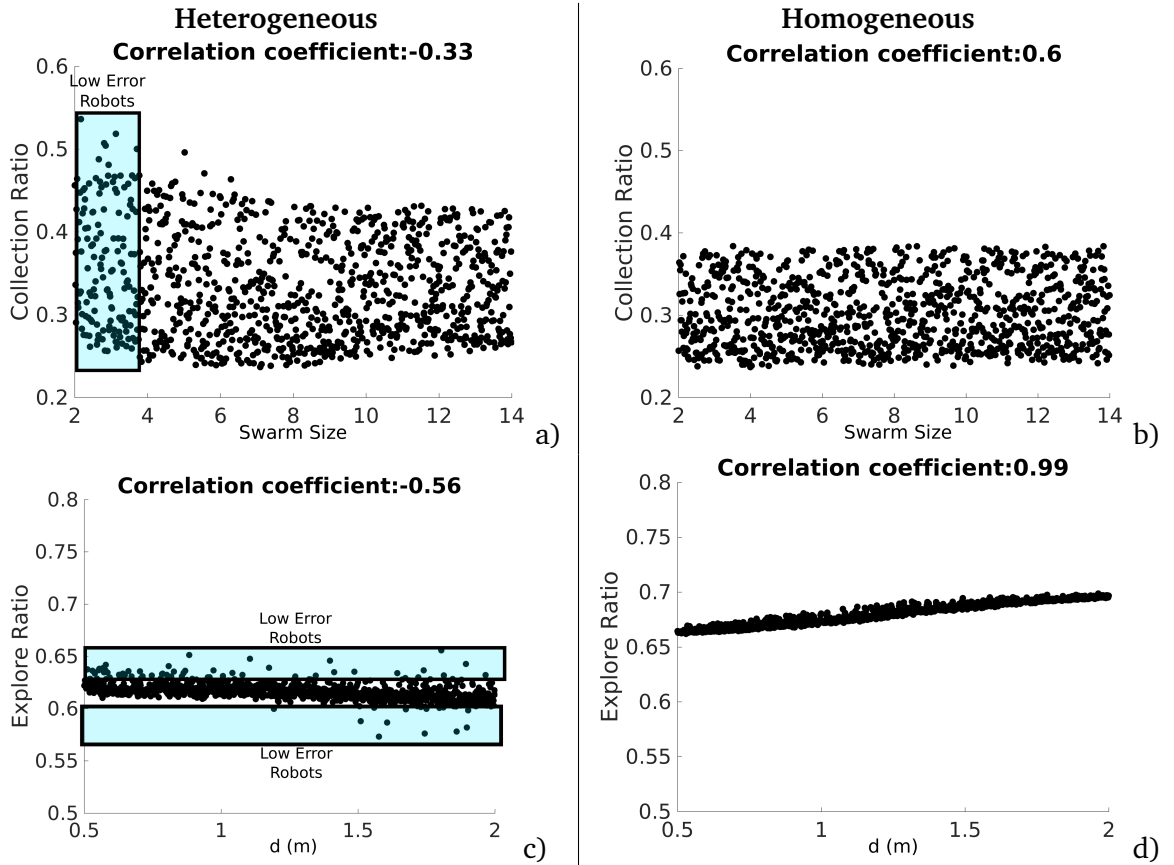 Heterogeneous
Correlation coefficient:-0.33
Low Error
Robots
Collection Ratio
0.6
0.5
0.4
0.3
0.2
2 4 6 8 10 12 14
Swarm Size
a)
Homogeneous
Correlation coefficient:0.6
Collection Ratio
0.6
0.5
0.4
0.3
0.2
2 4 6 8 10 12 14
Swarm Size
b)
Correlation coefficient:-0.56
Explore Ratio
0.8
0.75
0.7
0.65
0.6
0.55
0.5
Low Error
Robots
Low Error
Robots
0.5 1 1.5 2
d (m)
c)
Correlation coefficient:0.99
Explore Ratio
0.8
0.75
0.7
0.65
0.6
0.55
0.5
0.5 1 1.5 2
d (m)
d)